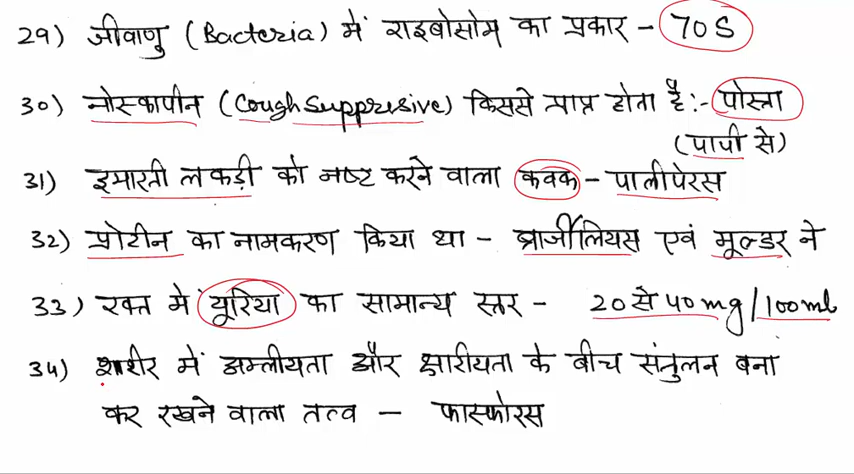 29) जीवाणु (Bacteria) में राइबोसोम का प्रकार - 70S
30) नोस्कापीन (Cough Suppresive) किससे प्राप्त होता है:- पोस्ता
(पापी से)
31) इमारती लकड़ी को नष्ट करने वाला कवक - पालीपेरस
32) प्रोटीन का नामकरण किया था - ब्रार्जीलियस एवं मूल्डर ने
33) रक्त में यूरिया का सामान्य स्तर - 20 से 40 mg/100ml
34) शरीर में अम्लीयता और क्षारीयता के बीच संतुलन बना
कर रखने वाला तत्व - फास्फोरस